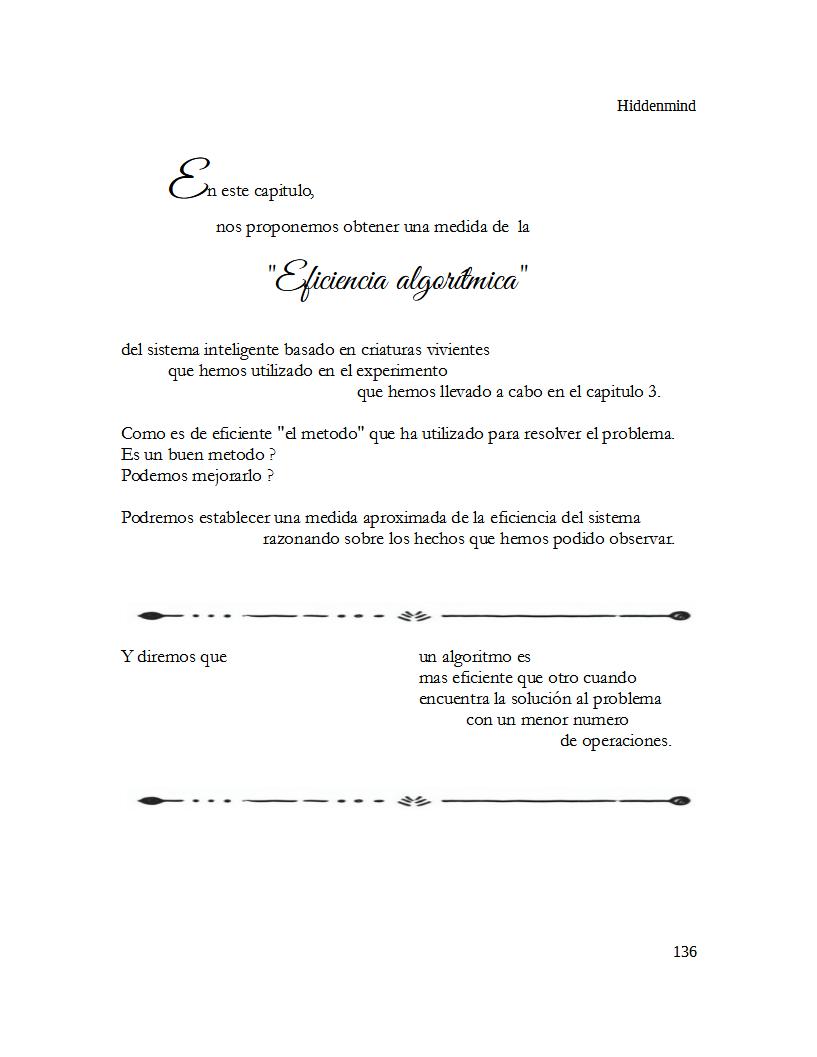 Hiddenmind
En este capitulo,
nos proponemos obtener una medida de la
"Eficiencia algorítmica"
del sistema inteligente basado en criaturas vivientes
que hemos utilizado en el experimento
que hemos llevado a cabo en el capitulo 3.
Como es de eficiente "el metodo" que ha utilizado para resolver el problema.
Es un buen metodo ?
Podemos mejorarlo ?
Podremos establecer una medida aproximada de la eficiencia del sistema
razonando sobre los hechos que hemos podido observar.
Y diremos que un algoritmo es
mas eficiente que otro cuando
encuentra la solución al problema
con un menor numero
de operaciones.
136